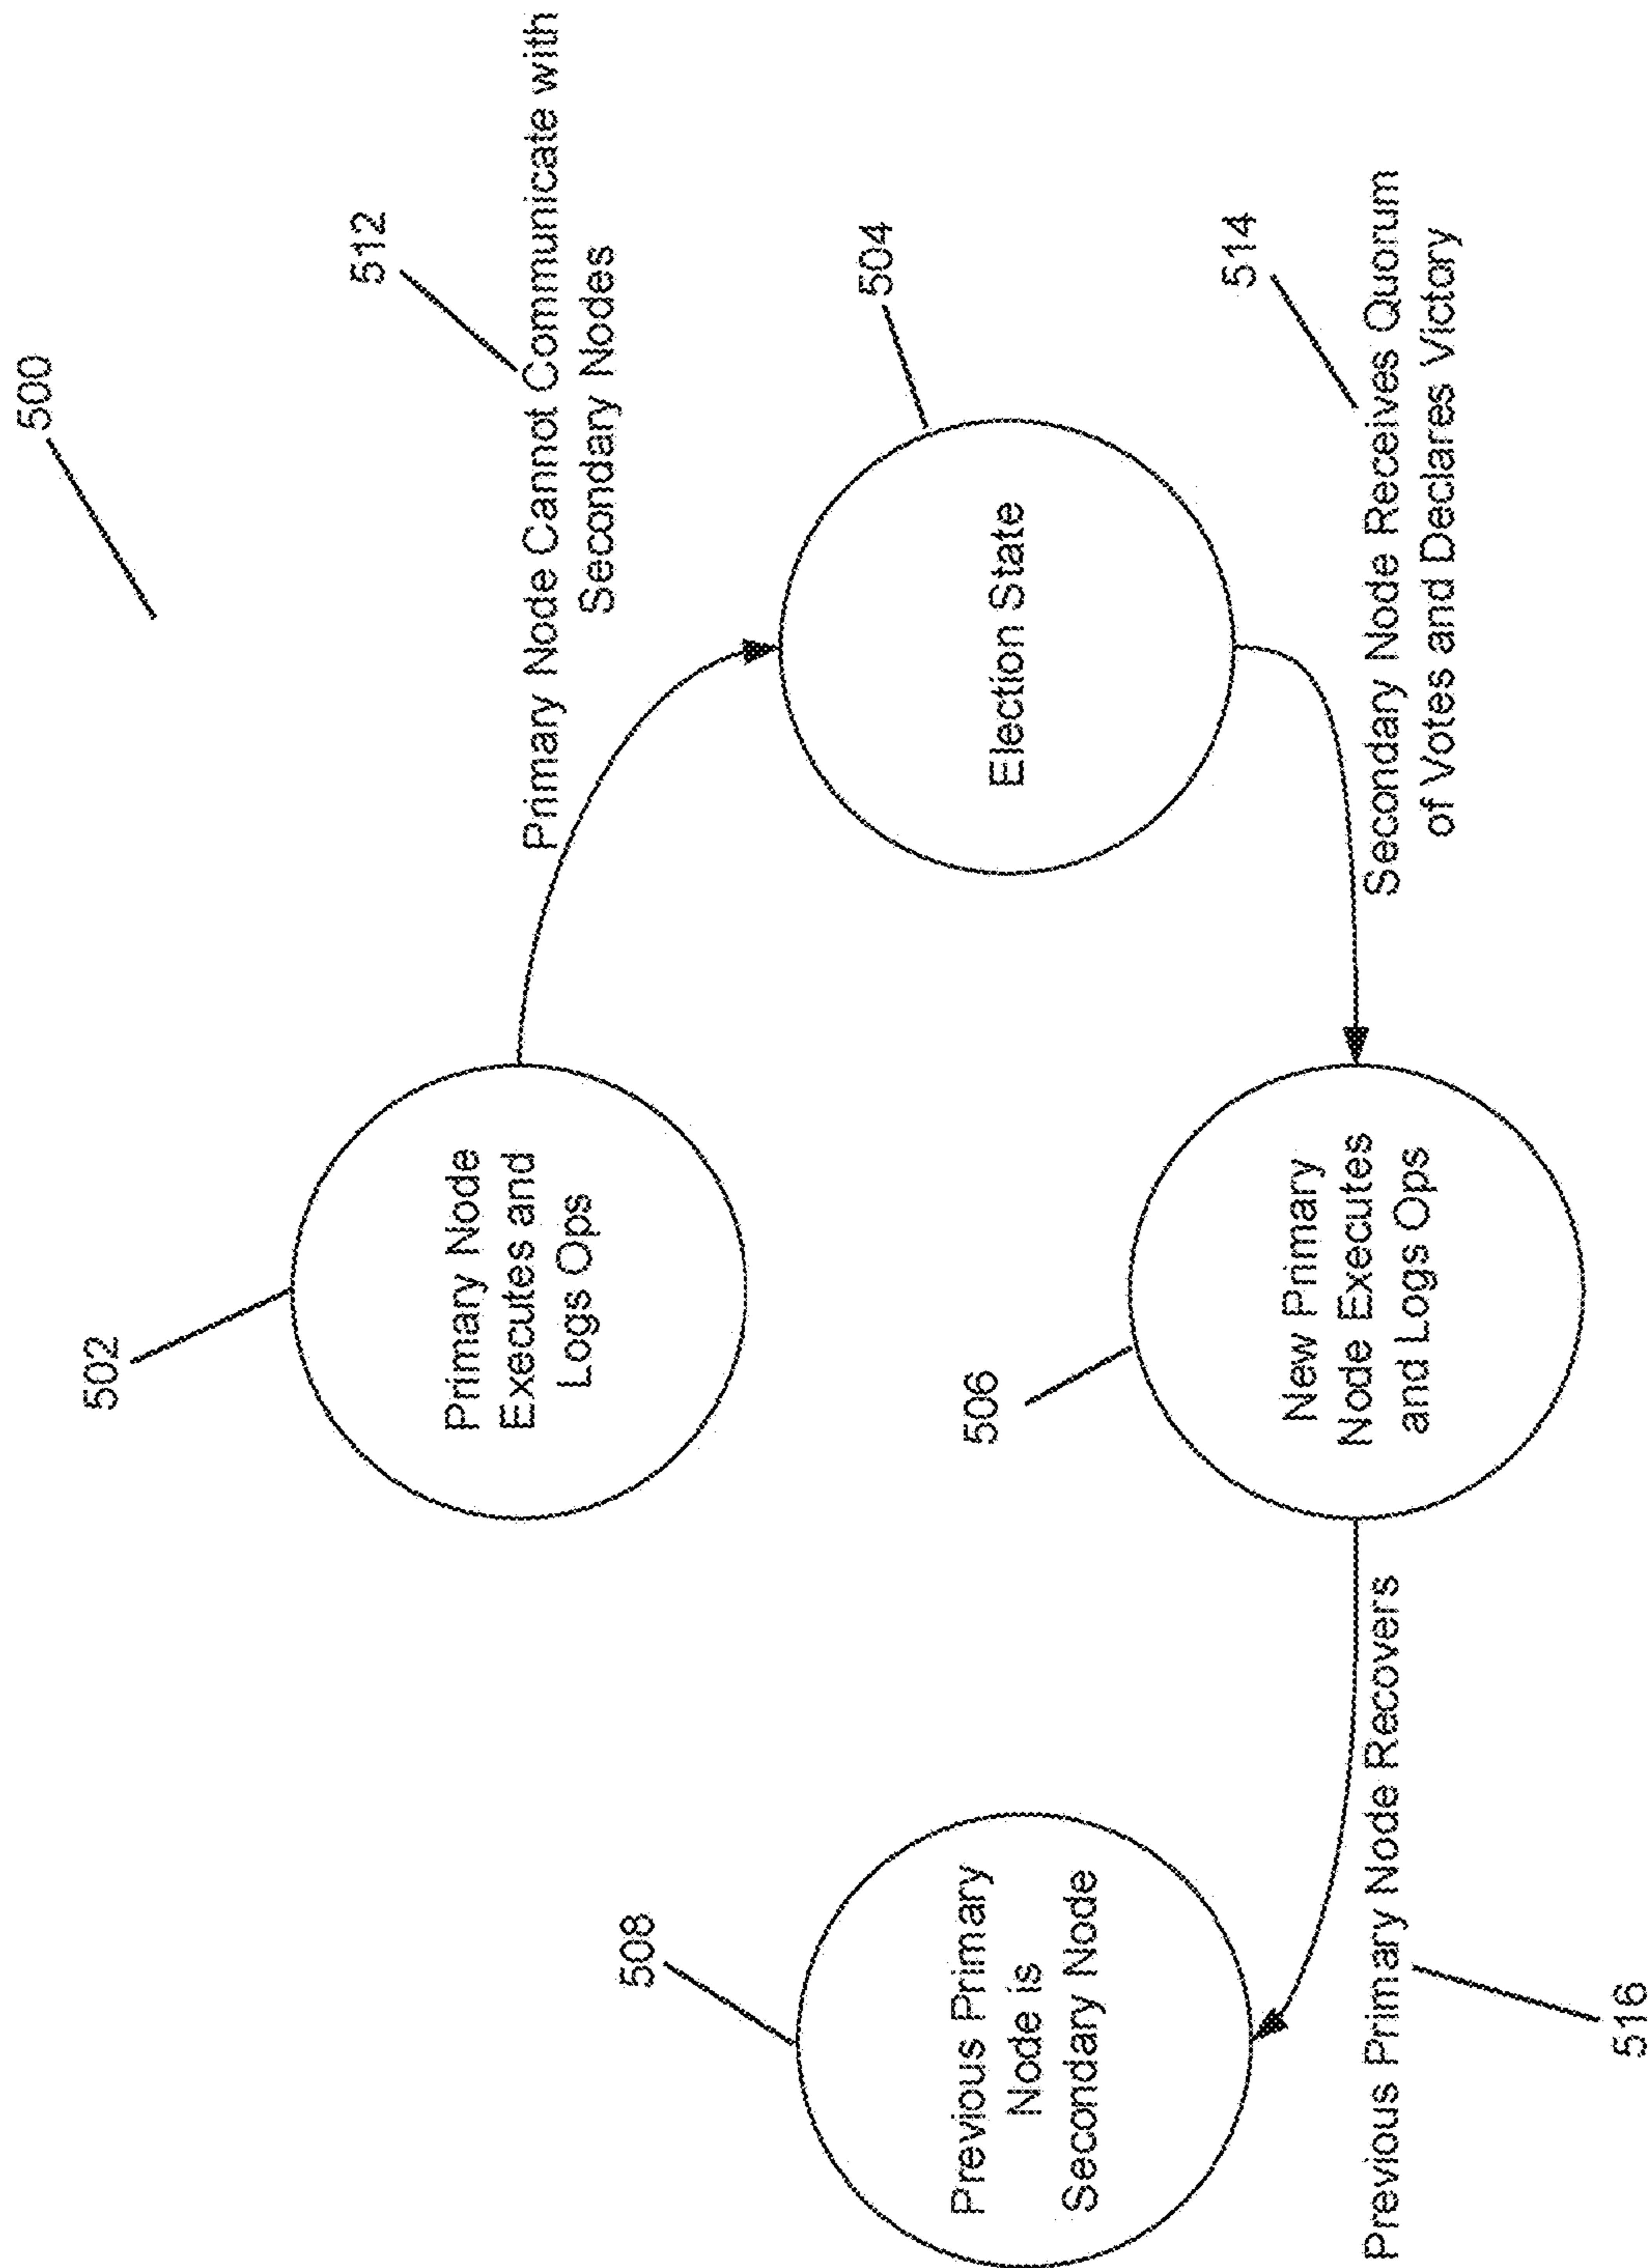 500
512
Primary Node Cannot Communicate with
Secondary Nodes
502
Primary Node
Executes and
Logs Ops
504
Election State
514
Secondary Node Receives Quorum
of Votes and Declares Victory
506
New Primary
Node Executes
and Logs Ops
508
Previous Primary
Node is
Secondary Node
Previous Primary Node Recovers
516